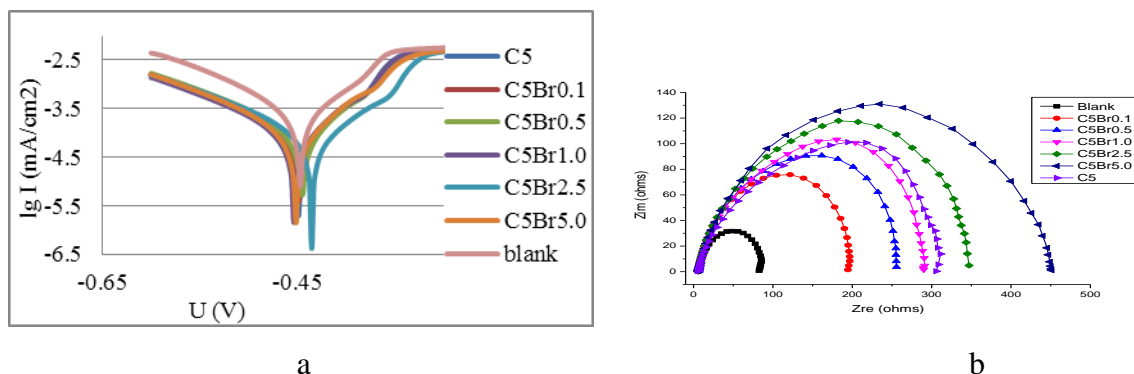 lg I (mA/cm2)
-2.5
-3.5
-4.5
-5.5
-6.5
-0.65
-0.45
U (V)
C5
C5Br0.1
C5Br0.5
C5Br1.0
C5Br2.5
C5Br5.0
blank
a
Zim (ohms)
140
120
100
80
60
40
20
0
0
100
200
300
400
500
Zre (ohms)
Blank
C5Br0.1
C5Br0.5
C5Br1.0
C5Br2.5
C5Br5.0
C5
b